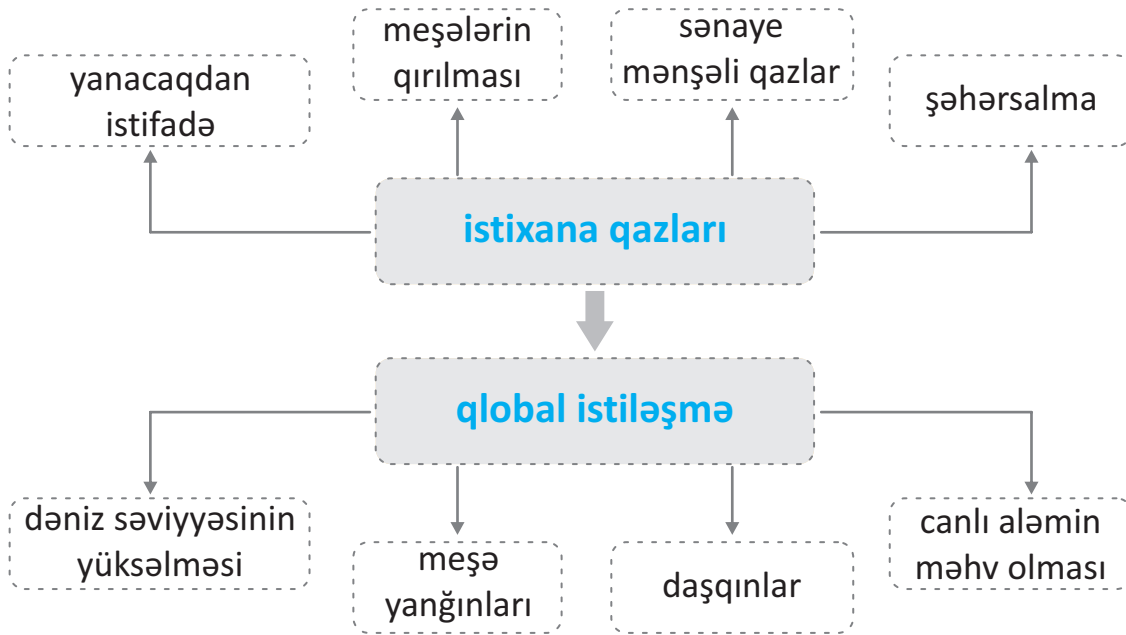 yanacaqdan
istifadə
meşələrin
qırılması
sənaye
mənşəli qazlar
şəhərsalma
istixana qazları
qlobal istiləşmə
dəniz səviyyəsinin
yüksəlməsi
meşə
yanğınları
daşqınlar
canlı aləmin
məhv olması